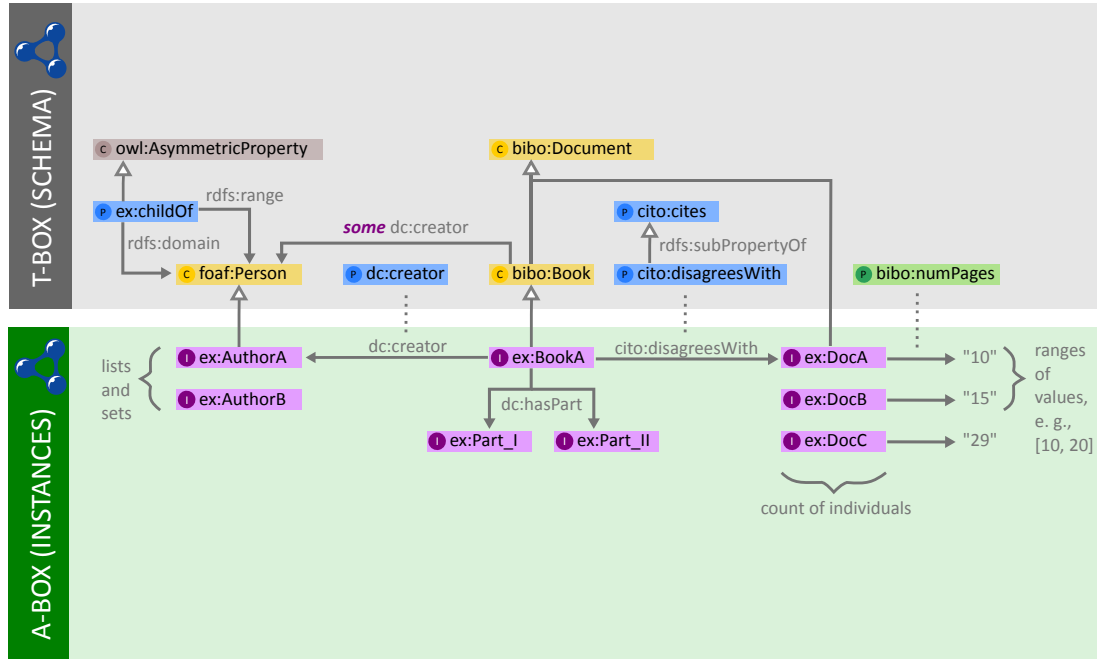 T-BOX (SCHEMA)
C owl:AsymmetricProperty
C bibo:Document
P ex:childOf
rdfs:range
P cito:cites
some dc:creator
rdfs:domain
rdfs:subPropertyOf
C foaf:Person
P dc:creator
C bibo:Book
P cito:disagreesWith
P bibo:numPages
A-BOX (INSTANCES)
lists
and
sets
I ex:AuthorA
dc:creator
I ex:BookA
cito:disagreesWith
I ex:DocA
"10"
ranges
of
values,
e. g.,
[10, 20]
I ex:AuthorB
dc:hasPart
I ex:DocB
"15"
I ex:Part_I
I ex:Part_II
I ex:DocC
"29"
count of individuals